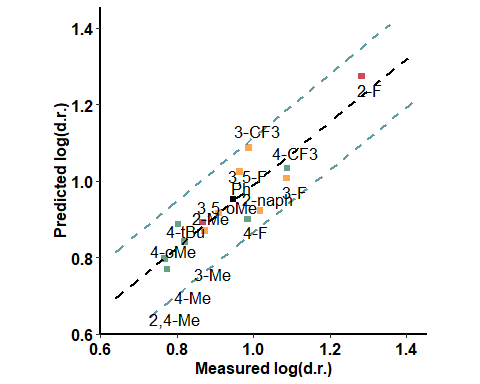 1.4
1.2
1.0
0.8
0.6
Predicted log(d.r.)
2-F
3-CF3
4-CF3
3,5-F
Ph
3-F
2-naph
3,5-oMe
2-Me
4-tBu
4-F
4-oMe
3-Me
4-Me
2,4-Me
0.6 0.8 1.0 1.2 1.4
Measured log(d.r.)